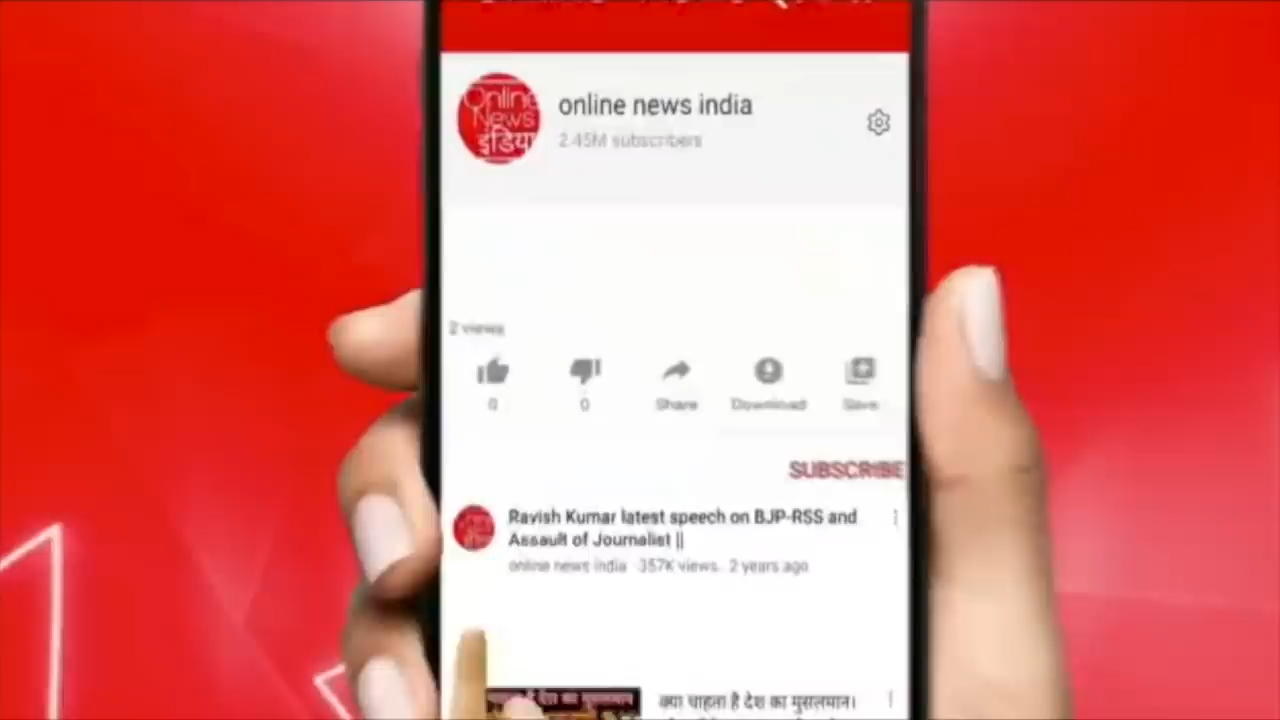 Online
News
इंडिया
online news india
2.45M subscribers
2 views
0
0
Share
Download
Save
SUBSCRIBE
Ravish Kumar latest speech on BJP-RSS and
Assault of Journalist ||
online news india 357K views 2 years ago
है देश का मुसलमान
क्या चाहता है देश का मुसलमान।